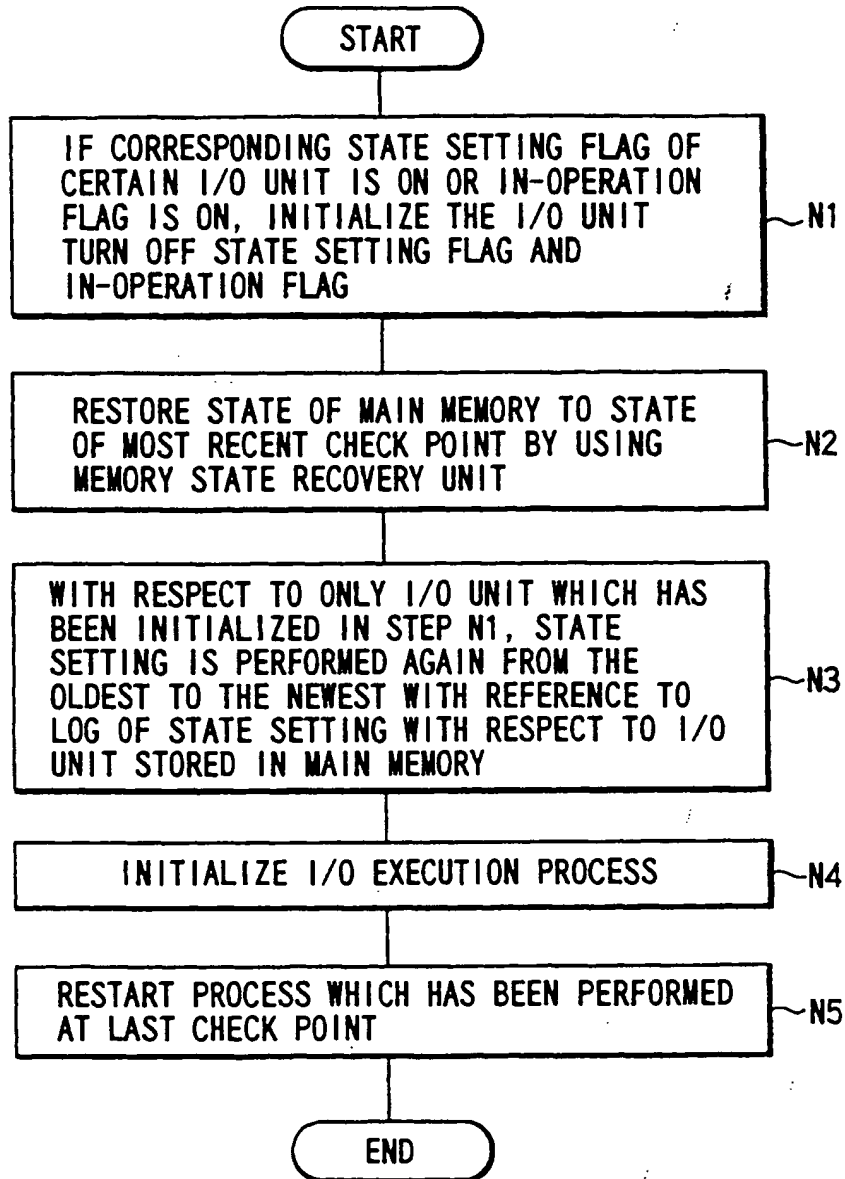 START
IF CORRESPONDING STATE SETTING FLAG OF
CERTAIN I/O UNIT IS ON OR IN-OPERATION
FLAG IS ON, INITIALIZE THE I/O UNIT
TURN OFF STATE SETTING FLAG AND
IN-OPERATION FLAG
N1
RESTORE STATE OF MAIN MEMORY TO STATE
OF MOST RECENT CHECK POINT BY USING
MEMORY STATE RECOVERY UNIT
N2
WITH RESPECT TO ONLY I/O UNIT WHICH HAS
BEEN INITIALIZED IN STEP N1, STATE
SETTING IS PERFORMED AGAIN FROM THE
OLDEST TO THE NEWEST WITH REFERENCE TO
LOG OF STATE SETTING WITH RESPECT TO I/O
UNIT STORED IN MAIN MEMORY
N3
INITIALIZE I/O EXECUTION PROCESS
N4
RESTART PROCESS WHICH HAS BEEN PERFORMED
AT LAST CHECK POINT
N5
END